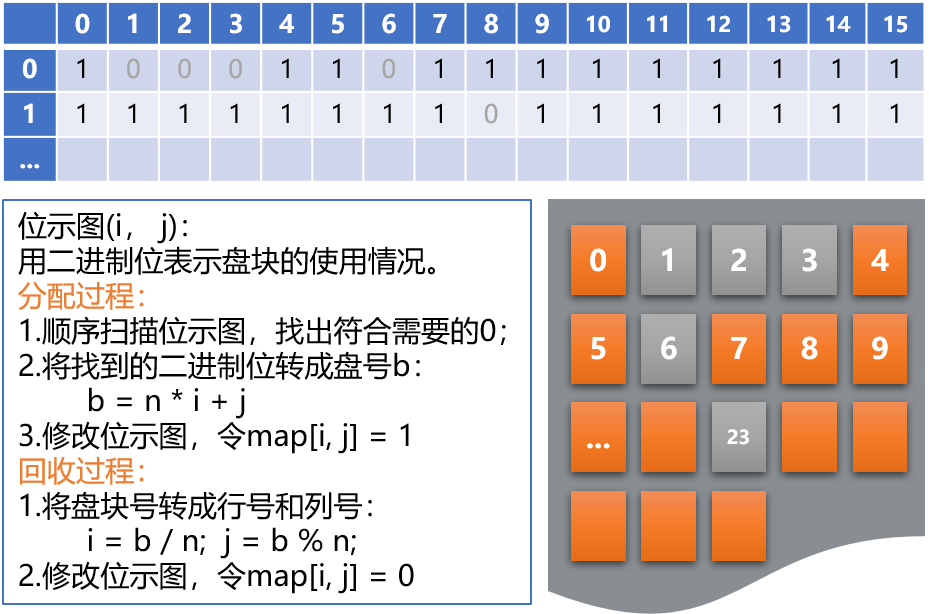 0 1 2 3 4 5 6 7 8 9 10 11 12 13 14 15
0 1 0 0 0 1 1 0 1 1 1 1 1 1 1 1 1
1 1 1 1 1 1 1 1 1 0 1 1 1 1 1 1 1
...
位示图(i， j)：
用二进制位表示盘块的使用情况。
分配过程：
1.顺序扫描位示图，找出符合需要的0；
2.将找到的二进制位转成盘号b：
b = n * i + j
3.修改位示图，令map[i, j] = 1
回收过程：
1.将盘块号转成行号和列号：
i = b / n; j = b % n;
2.修改位示图，令map[i, j] = 0
0 1 2 3 4
5 6 7 8 9
... 23